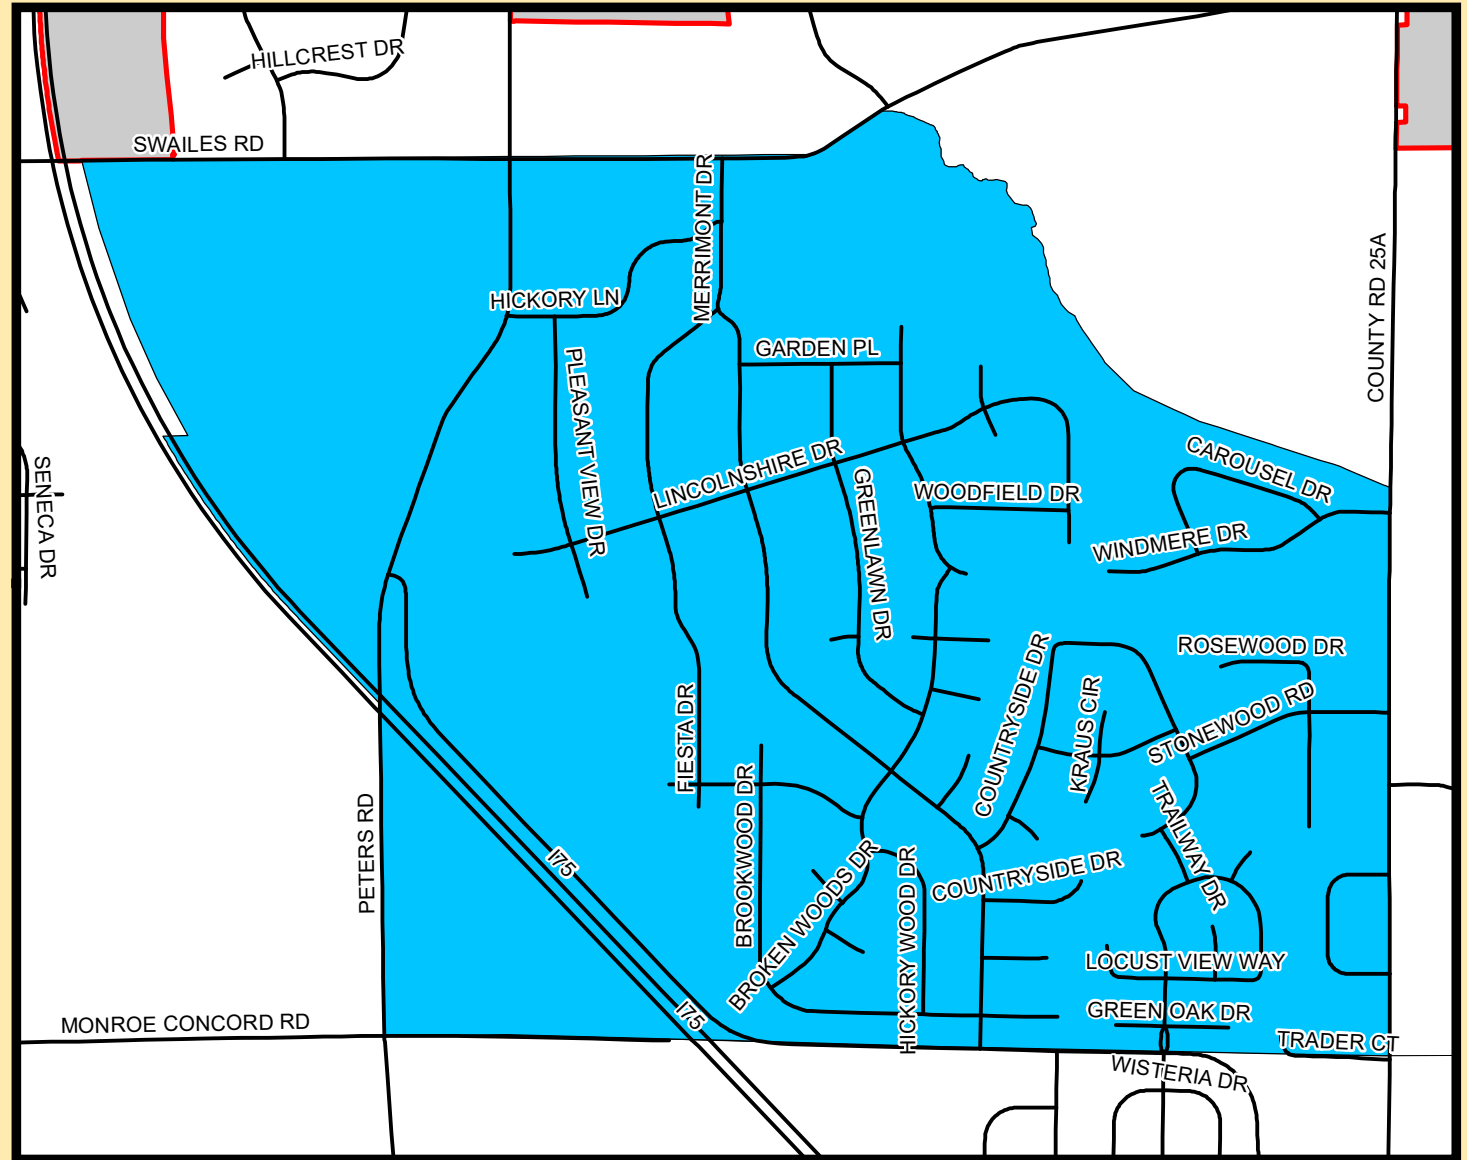 HILLCREST DR
SWAILES RD
MERRIMONT DR
COUNTY RD 25A
HICKORY LN
GARDEN PL
PLEASANT VIEW DR
LINCOLNSHIRE DR
CAROUSEL DR
SENECA DR
GREENLAWN DR
WOODFIELD DR
WINDMERE DR
ROSEWOOD DR
COUNTRYSIDE DR
KRAUS CIR
STONEWOOD RD
FIESTA DR
BROOKWOOD DR
PETERS RD
I75
TRAILWAY DR
BROKEN WOODS DR
HICKORY WOOD DR
COUNTRYSIDE DR
LOCUST VIEW WAY
I75
GREEN OAK DR
MONROE CONCORD RD
TRADER CT
WISTERIA DR